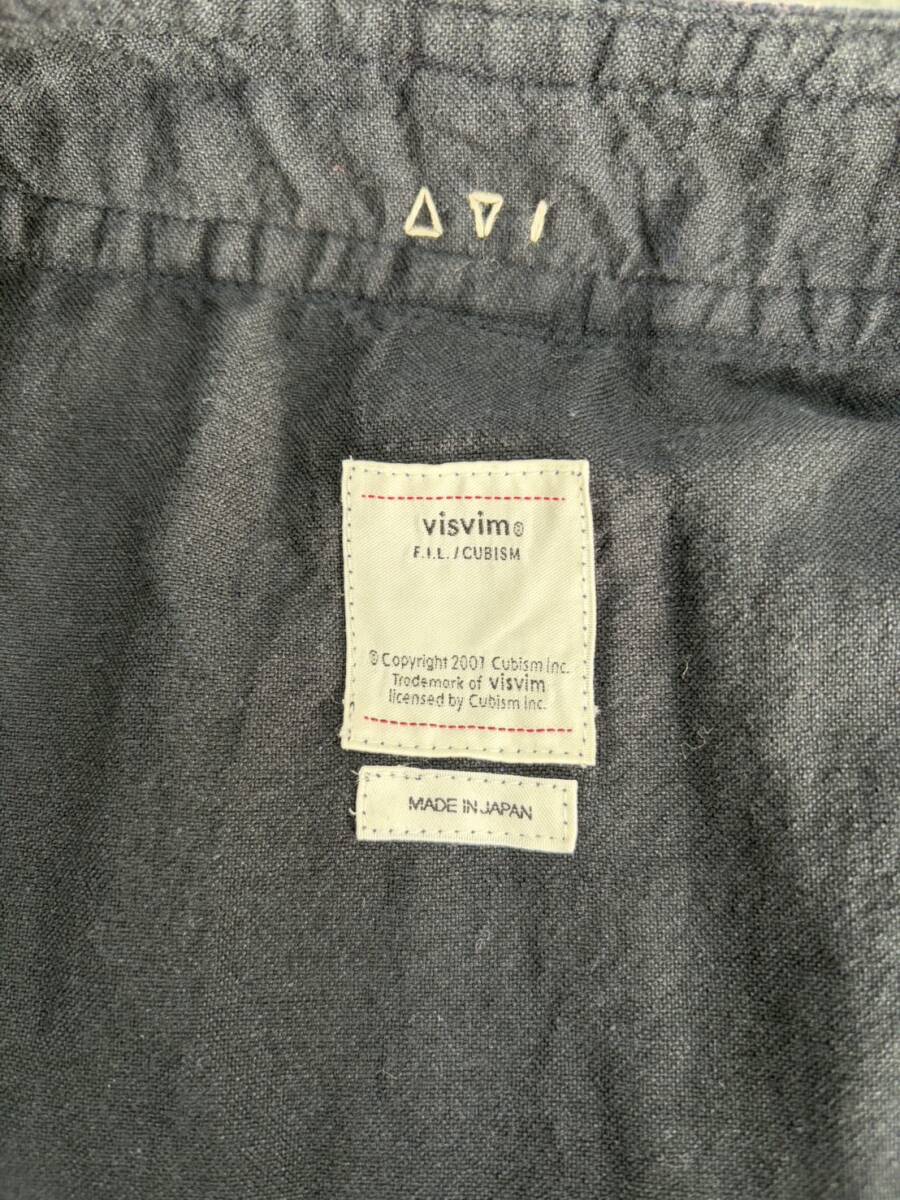 visvim®
F.I.L. / CUBISM
© Copyright 2001 Cubism Inc.
Trademark of visvim
licensed by Cubism Inc.
MADE IN JAPAN